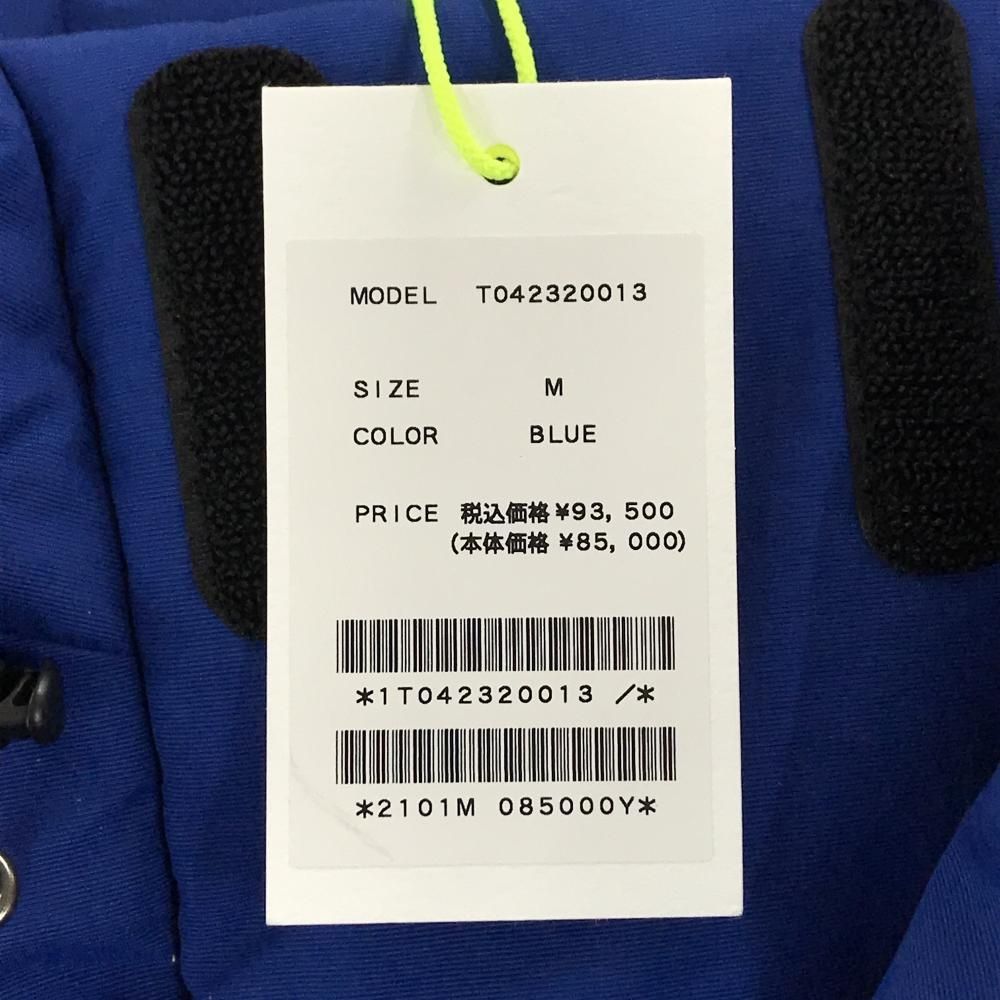 MODEL T042320013
SIZE M
COLOR BLUE
PRICE 税込価格 ¥93, 500
(本体価格 ¥85, 000)
*1T042320013 /*
*2101M 085000Y*